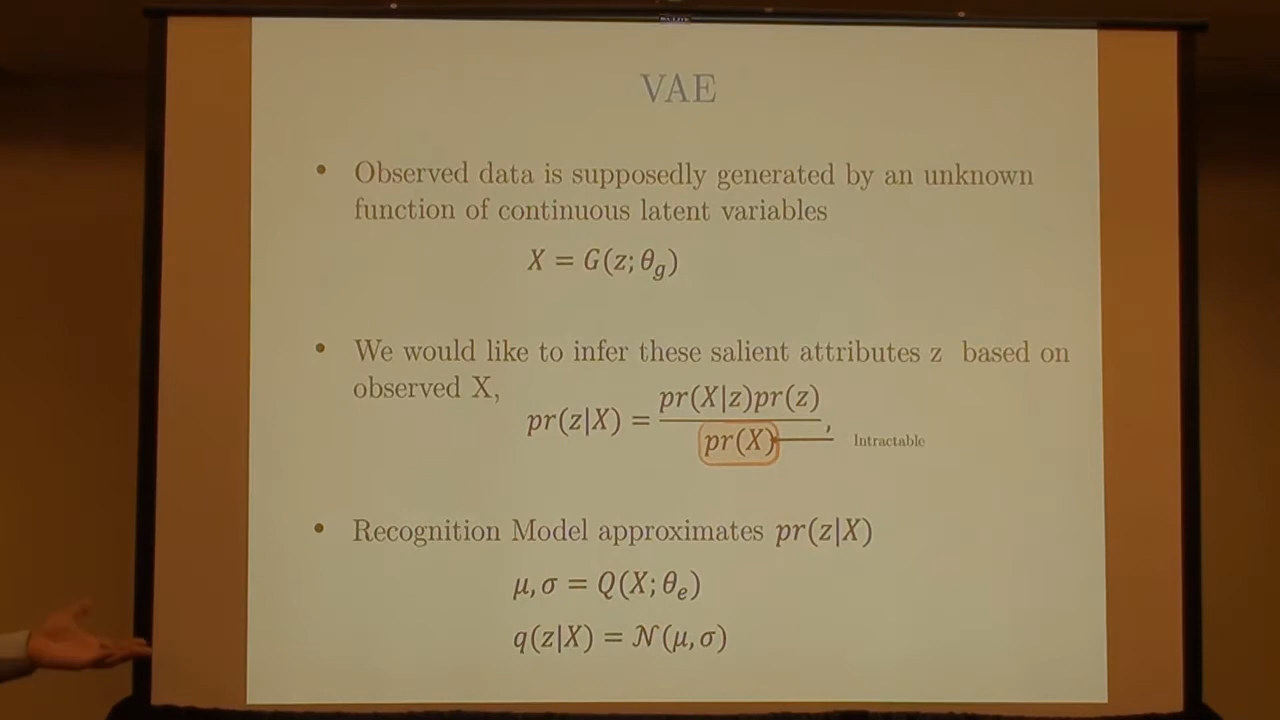 VAE
• Observed data is supposedly generated by an unknown
function of continuous latent variables
X = G(z; θ_g)
• We would like to infer these salient attributes z based on
observed X,
pr(z|X) = pr(X|z)pr(z) / pr(X) ,
Intractable
• Recognition Model approximates pr(z|X)
μ, σ = Q(X; θ_e)
q(z|X) = 𝒩(μ, σ)